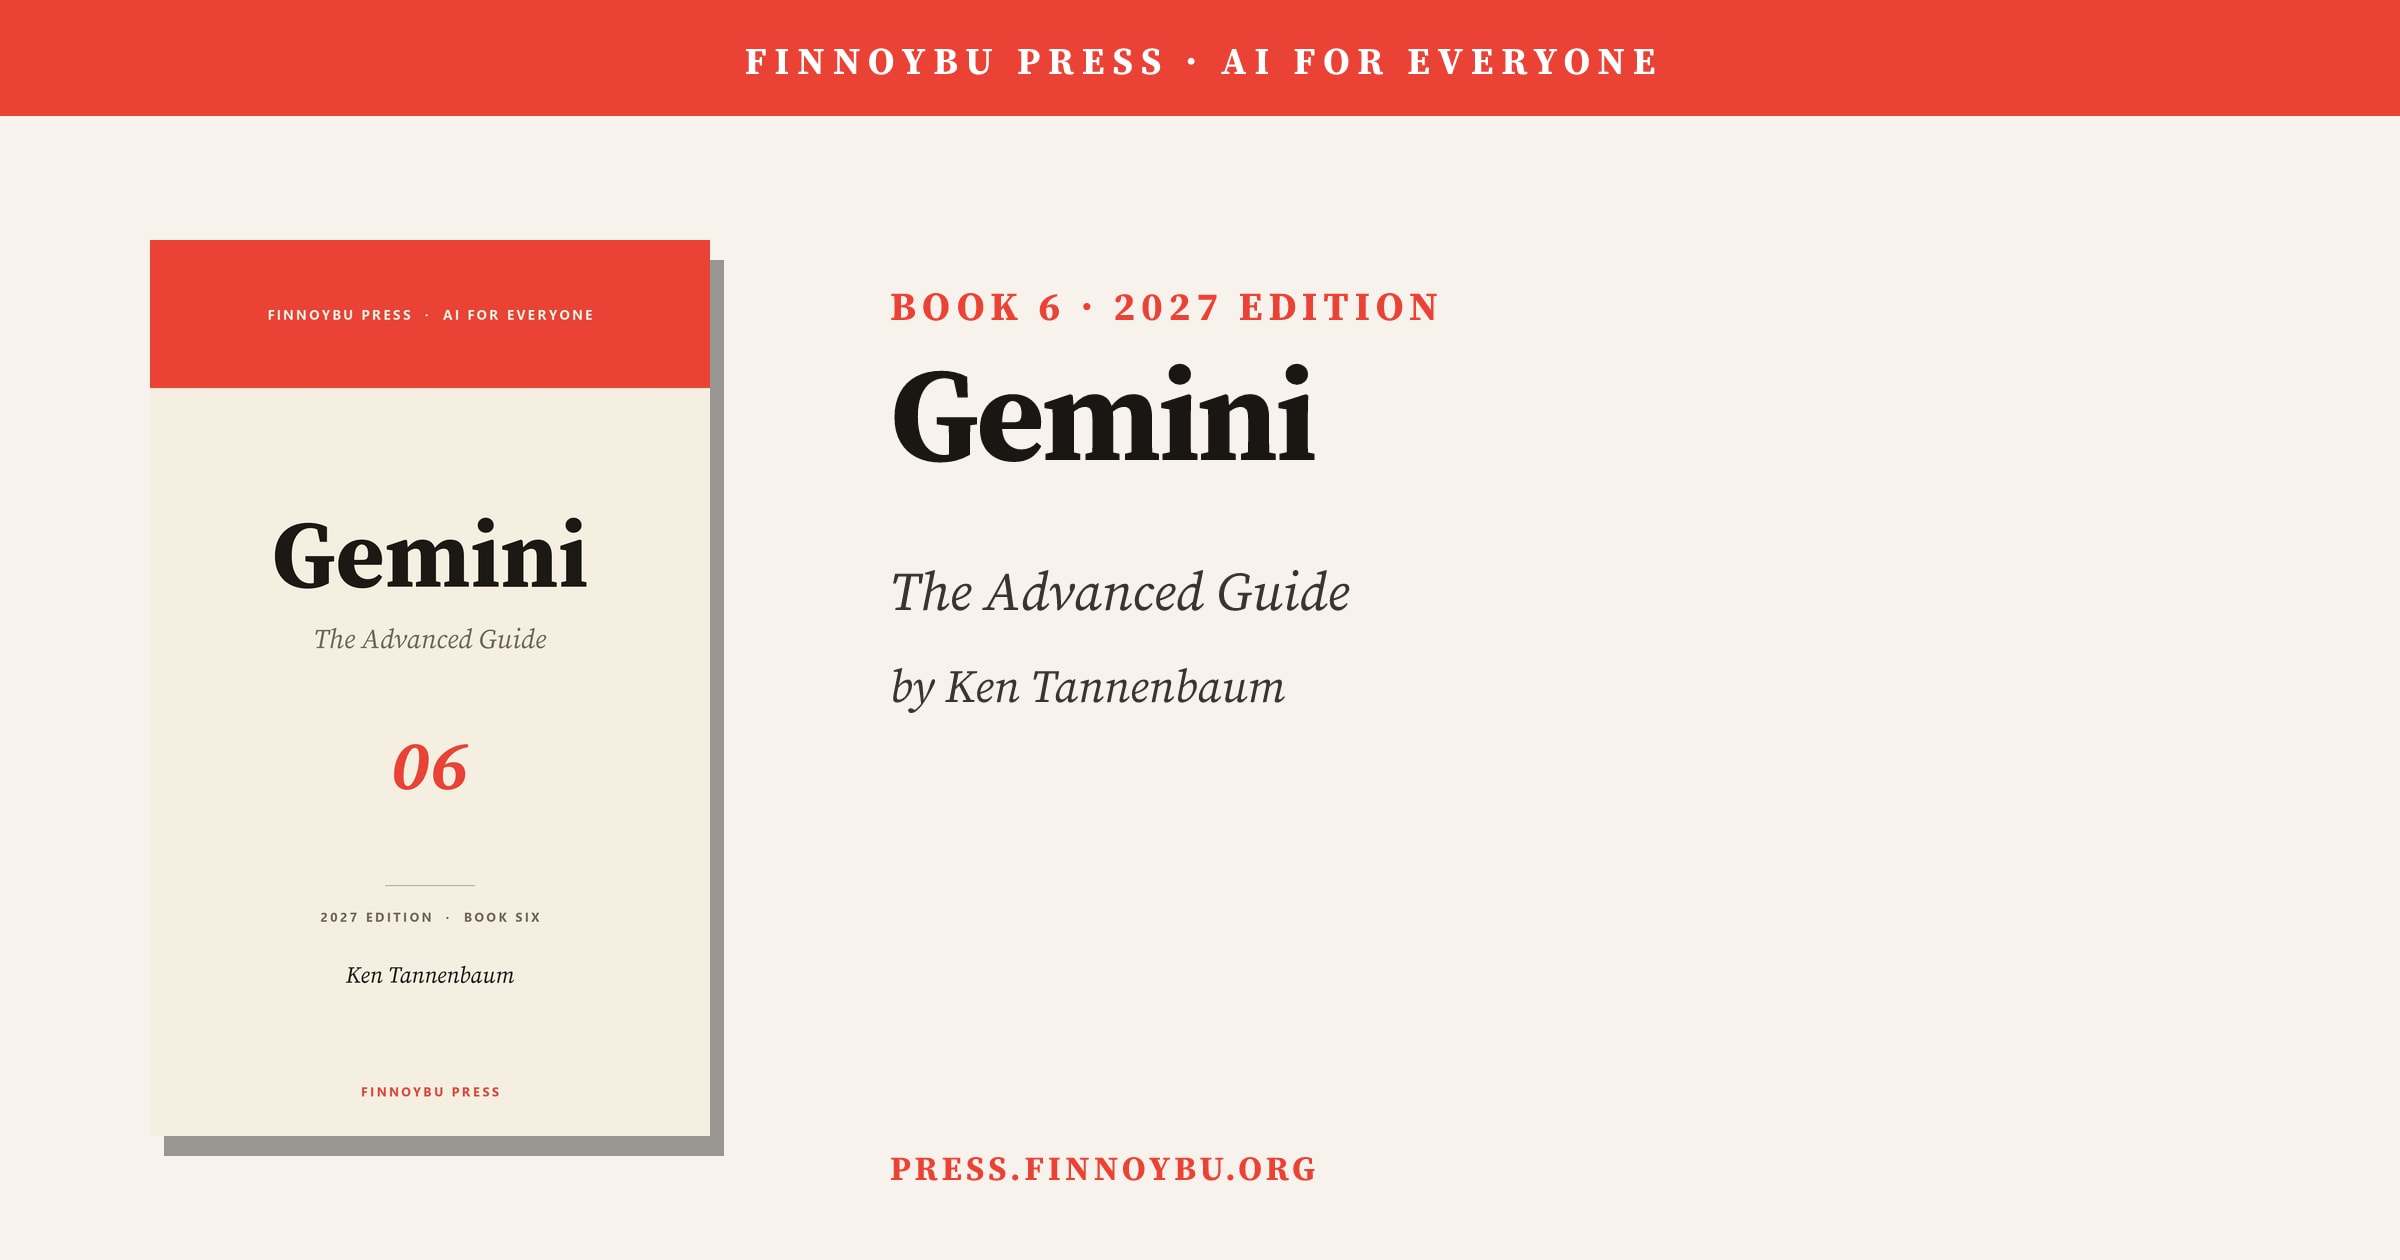 FINNOYBU PRESS · AI FOR EVERYONE
FINNOYBU PRESS · AI FOR EVERYONE
Gemini
The Advanced Guide
06
2027 EDITION · BOOK SIX
Ken Tannenbaum
FINNOYBU PRESS
BOOK 6 · 2027 EDITION
Gemini
The Advanced Guide
by Ken Tannenbaum
PRESS.FINNOYBU.ORG